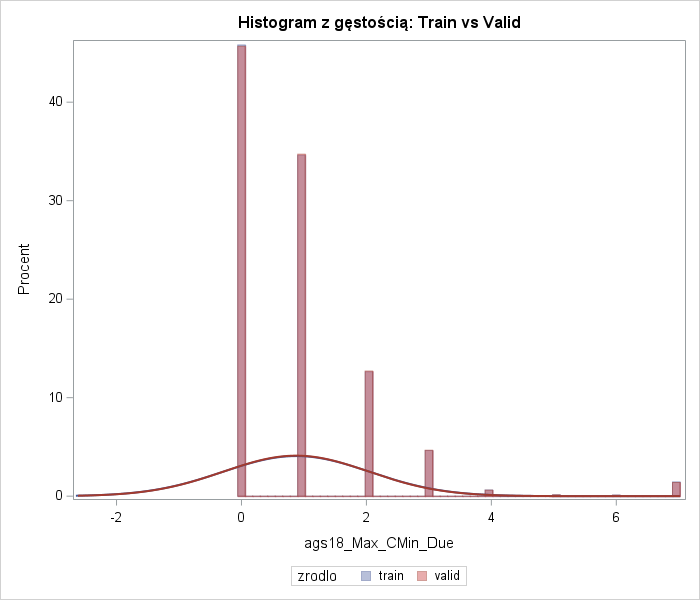 Histogram z gęstością: Train vs Valid
40
30
20
10
0
Procent
-2
0
2
4
6
ags18_Max_CMin_Due
zrodlo train valid